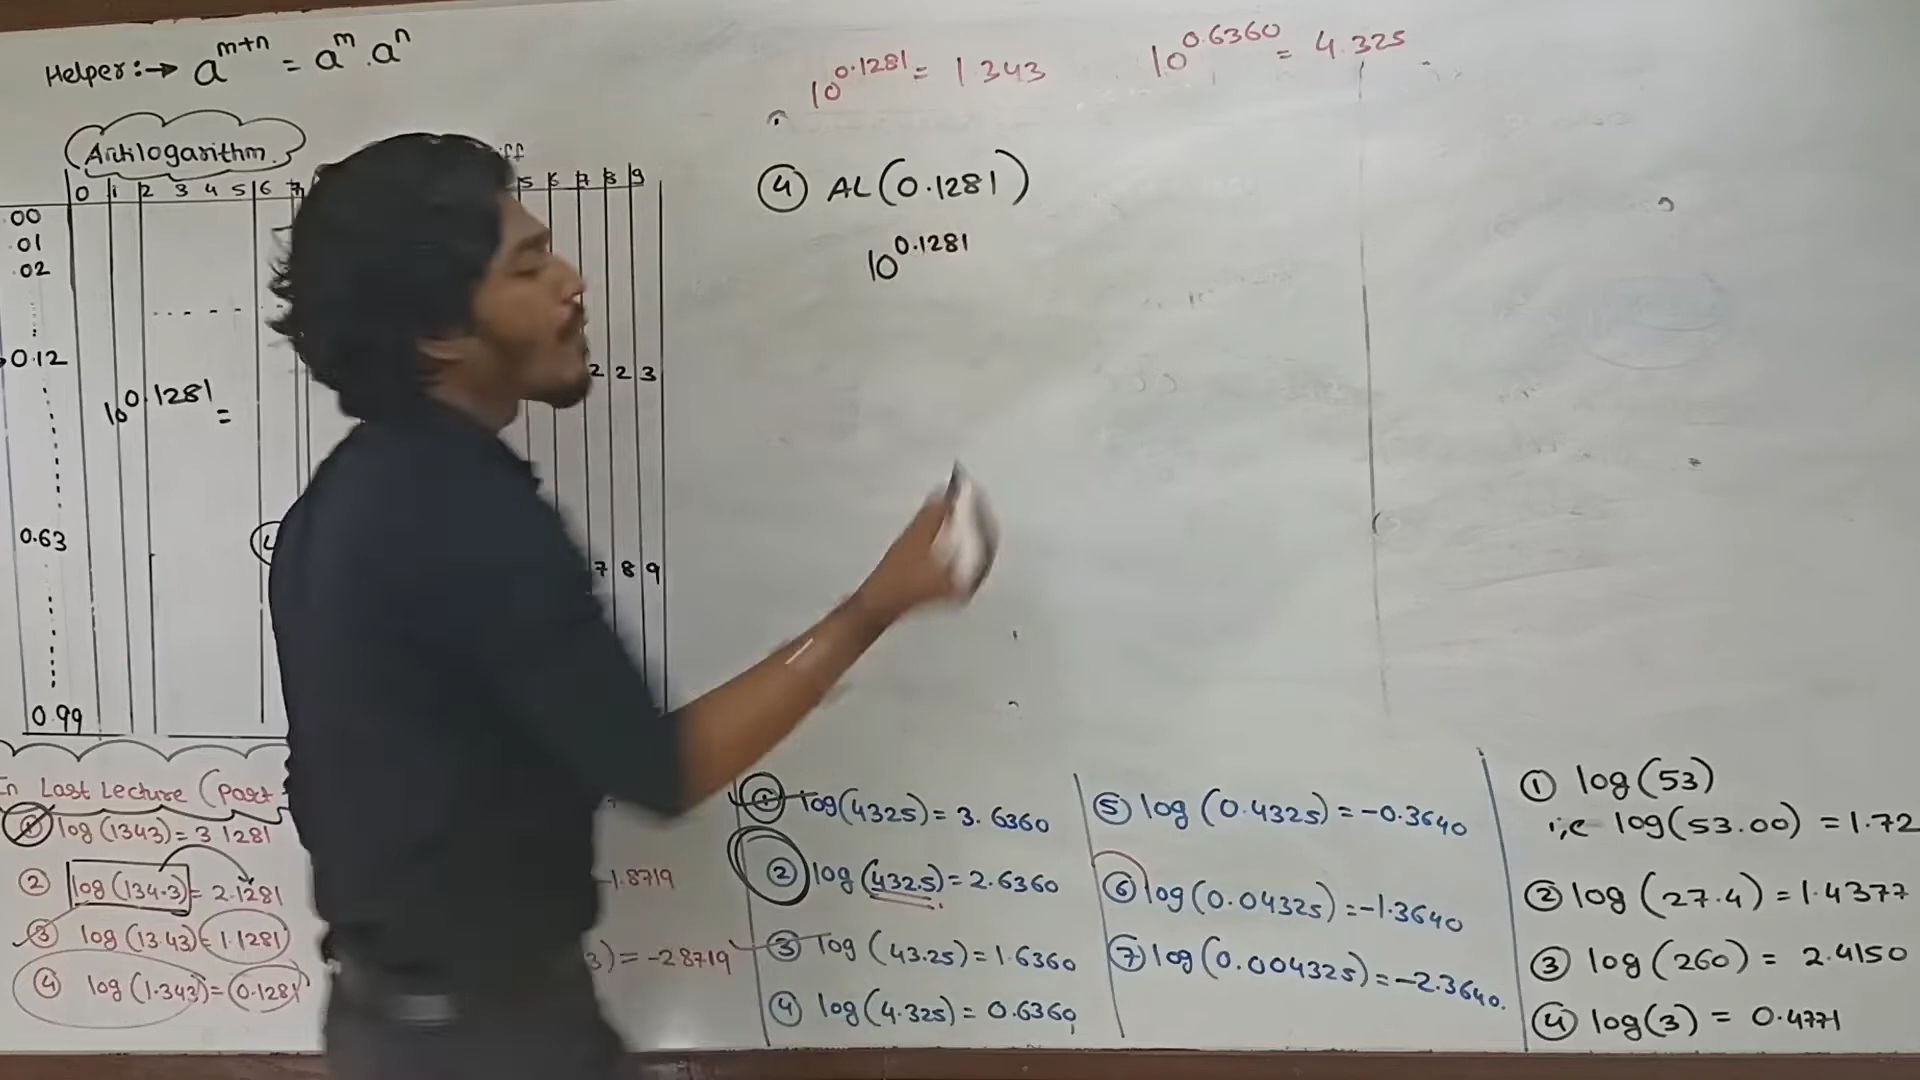 Helper:→ a^{m+n} = a^m . a^n
10^{0.1281} = 1.343
10^{0.6360} = 4.325
Antilogarithm
0 1 2 3 4 5 6 7
5 6 7 8 9
00
01
02
0.12
2 2 3
10^{0.1281} =
0.63
7 8 9
0.99
④ AL(0.1281)
10^{0.1281}
In Last Lecture (Part
① log(1343) = 3.1281
② log(134.3) = 2.1281
③ log(13.43) = 1.1281
④ log(1.343) = 0.1281
-1.8719
3) = -2.8719
① log(4325) = 3.6360
② log(432.5) = 2.6360
③ log(43.25) = 1.6360
④ log(4.325) = 0.6360
⑤ log(0.4325) = -0.3640
⑥ log(0.04325) = -1.3640
⑦ log(0.004325) = -2.3640.
① log(53)
i,e log(53.00) = 1.72
② log(27.4) = 1.4377
③ log(260) = 2.4150
④ log(3) = 0.4771